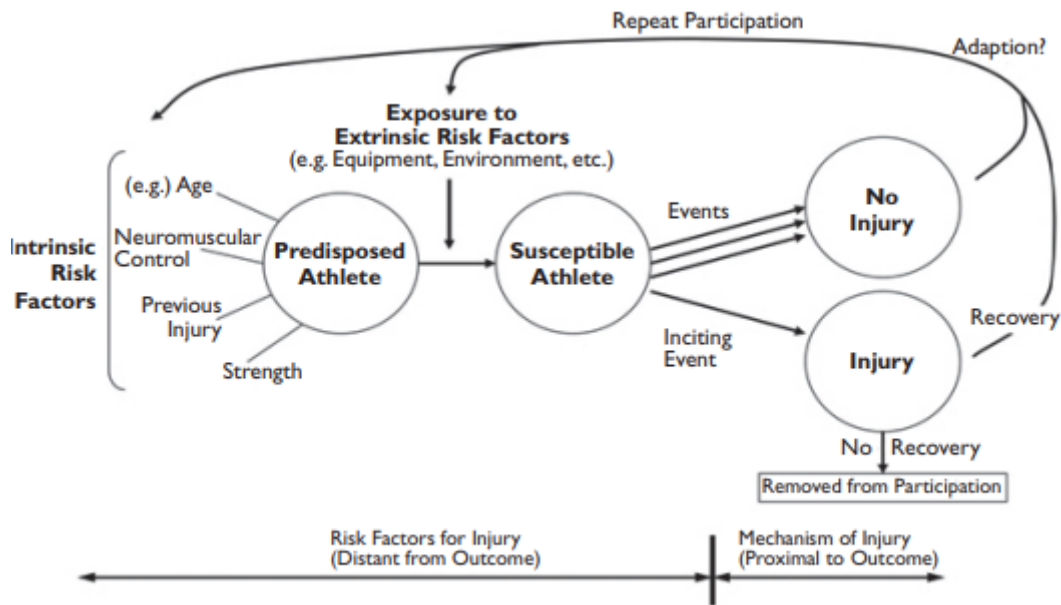 Repeat Participation
Adaption?
Exposure to
Extrinsic Risk Factors
(e.g. Equipment, Environment, etc.)
(e.g.) Age
Neuromuscular
Control
Previous
Injury
Strength
Intrinsic
Risk
Factors
Predisposed
Athlete
Susceptible
Athlete
Events
Inciting
Event
No
Injury
Injury
Recovery
No Recovery
Removed from Participation
Risk Factors for Injury
(Distant from Outcome)
Mechanism of Injury
(Proximal to Outcome)